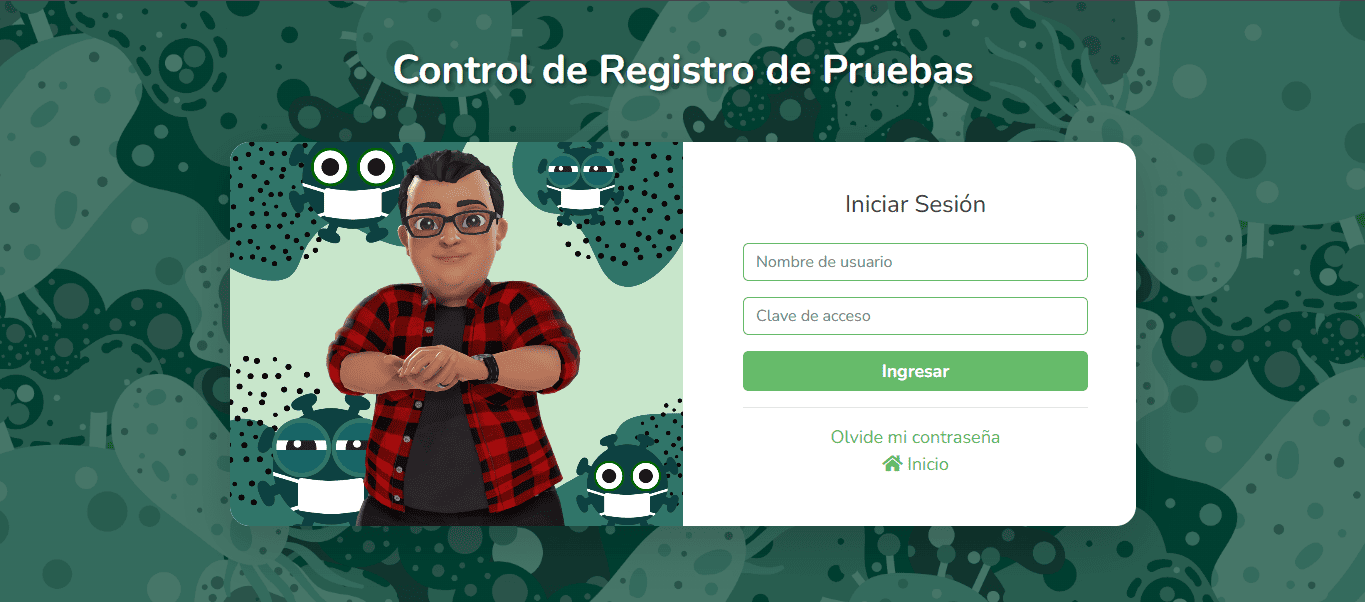 Control de Registro de Pruebas
Iniciar Sesión
Nombre de usuario
Clave de acceso
Ingresar
Olvide mi contraseña
Inicio